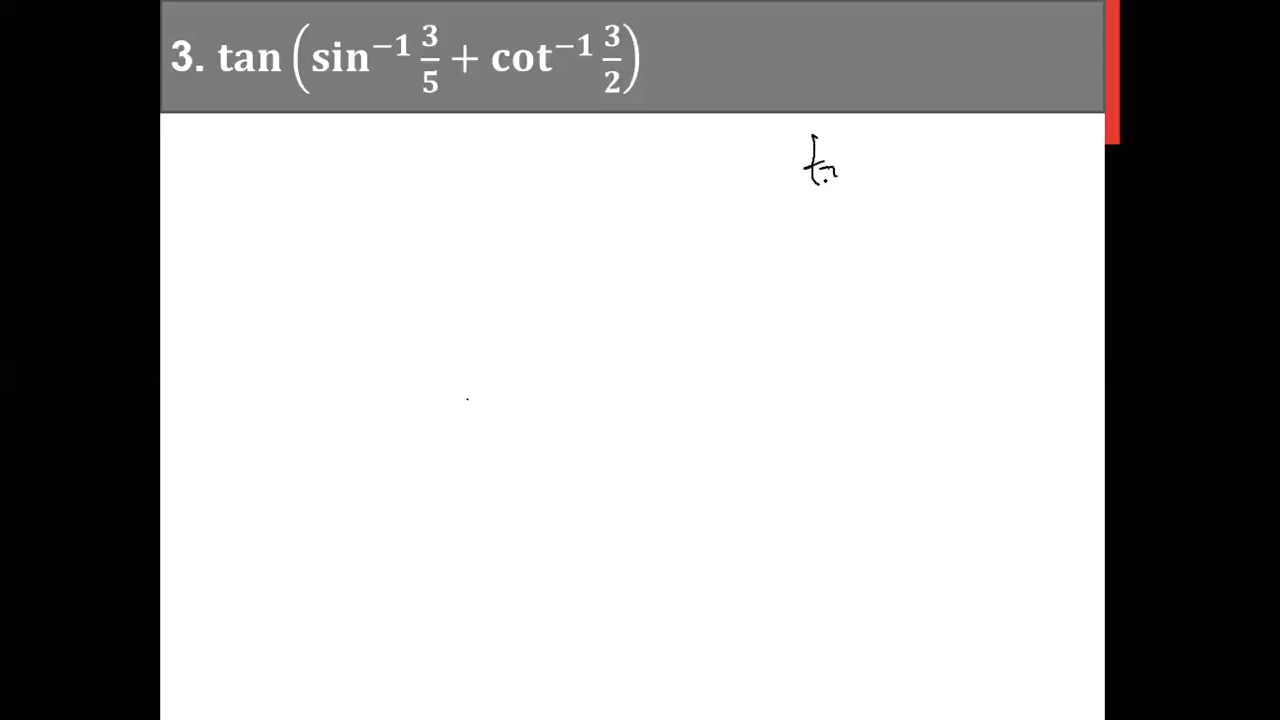 3. tan (sin⁻¹ 3/5 + cot⁻¹ 3/2)